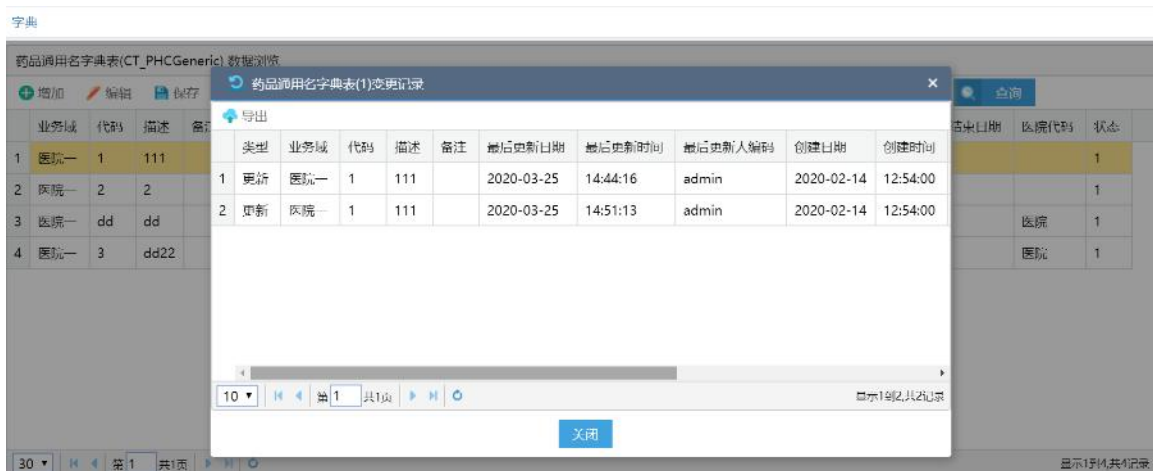 字典
药品通用名字典表(CT_PHCGeneric) 数据浏览
增加 编辑 保存 查询
业务域 代码 描述 结束日期 医院代码 状态
1 医院一 1 111 1
2 医院一 2 2 1
3 医院一 dd dd 医院 1
4 医院一 3 dd22 医院 1
药品通用名字典表(1)变更记录
导出
类型 业务域 代码 描述 备注 最后更新日期 最后更新时间 最后更新人编码 创建日期 创建时间
1 更新 医院一 1 111 2020-03-25 14:44:16 admin 2020-02-14 12:54:00
2 更新 医院一 1 111 2020-03-25 14:51:13 admin 2020-02-14 12:54:00
10 第 1 共1页 显示1到2,共2记录
关闭
30 第 1 共1页 显示1到4,共4记录